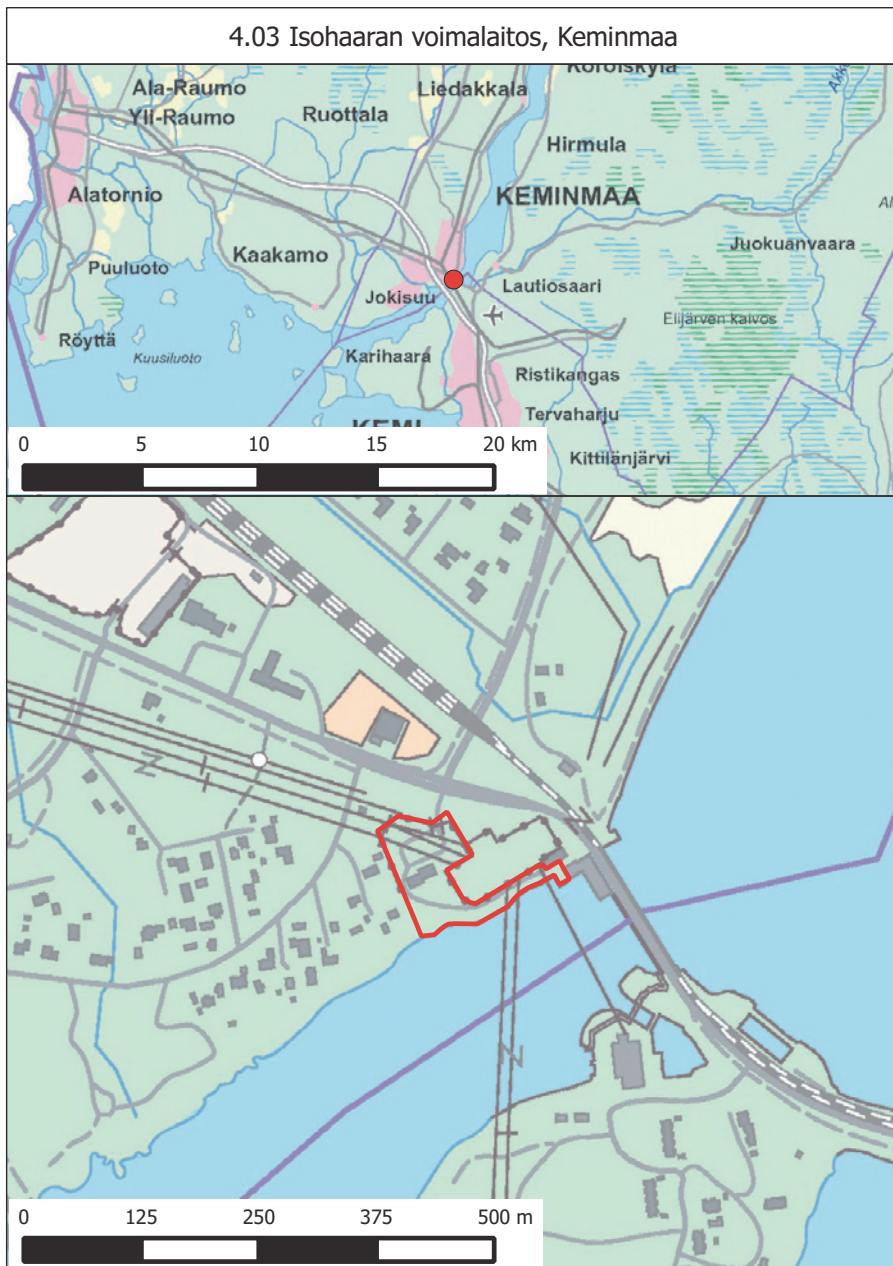 4.03 Isohaaran voimalaitos, Keminmaa
Koroiskylä
Ala-Raumo
Liedakkala
Yli-Raumo
Ruottala
Hirmula
Alatornio
KEMINMAA
Kaakamo
Juokuanvaara
Puuluoto
Jokisuu
Lautiosaari
Elijärven kaivos
Röyttä
Kuusiluoto
Karihaara
Ristikangas
Tervaharju
KEMI
Kittilänjärvi
0 5 10 15 20 km
0 125 250 375 500 m